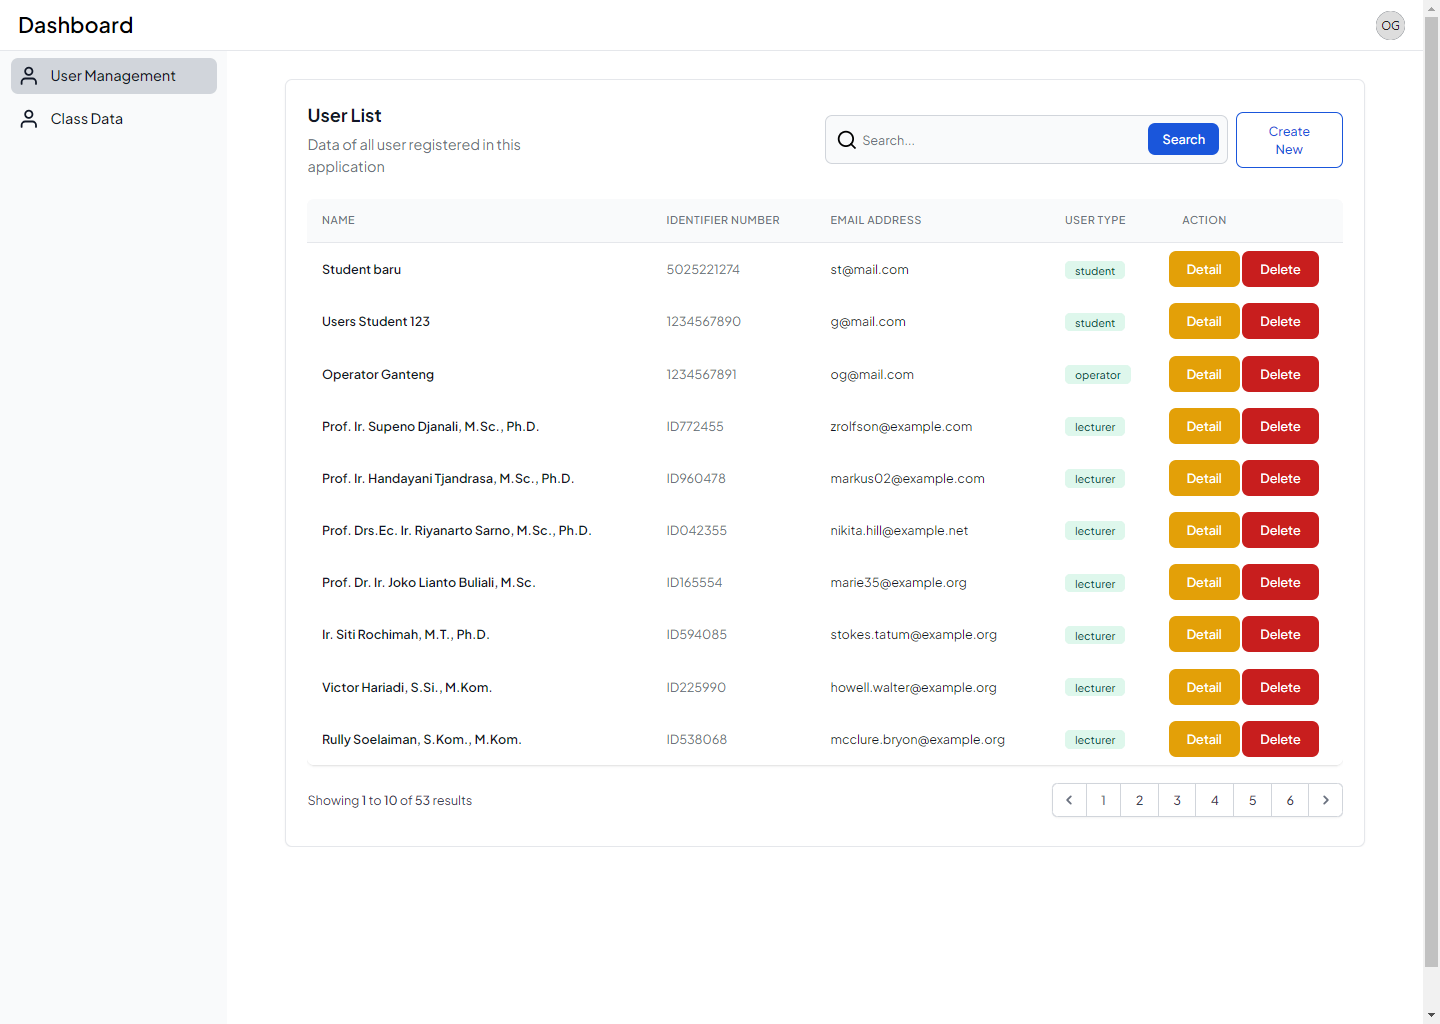 Dashboard
OG
User Management
Class Data
User List
Data of all user registered in this
application
Search...
Search
Create
New
NAME IDENTIFIER NUMBER EMAIL ADDRESS USER TYPE ACTION
Student baru 5025221274 st@mail.com student Detail Delete
Users Student 123 1234567890 g@mail.com student Detail Delete
Operator Ganteng 1234567891 og@mail.com operator Detail Delete
Prof. Ir. Supeno Djanali, M.Sc., Ph.D. ID772455 zrolfson@example.com lecturer Detail Delete
Prof. Ir. Handayani Tjandrasa, M.Sc., Ph.D. ID960478 markus02@example.com lecturer Detail Delete
Prof. Drs.Ec. Ir. Riyanarto Sarno, M.Sc., Ph.D. ID042355 nikita.hill@example.net lecturer Detail Delete
Prof. Dr. Ir. Joko Lianto Buliali, M.Sc. ID165554 marie35@example.org lecturer Detail Delete
Ir. Siti Rochimah, M.T., Ph.D. ID594085 stokes.tatum@example.org lecturer Detail Delete
Victor Hariadi, S.Si., M.Kom. ID225990 howell.walter@example.org lecturer Detail Delete
Rully Soelaiman, S.Kom., M.Kom. ID538068 mcclure.bryon@example.org lecturer Detail Delete
Showing 1 to 10 of 53 results
1 2 3 4 5 6